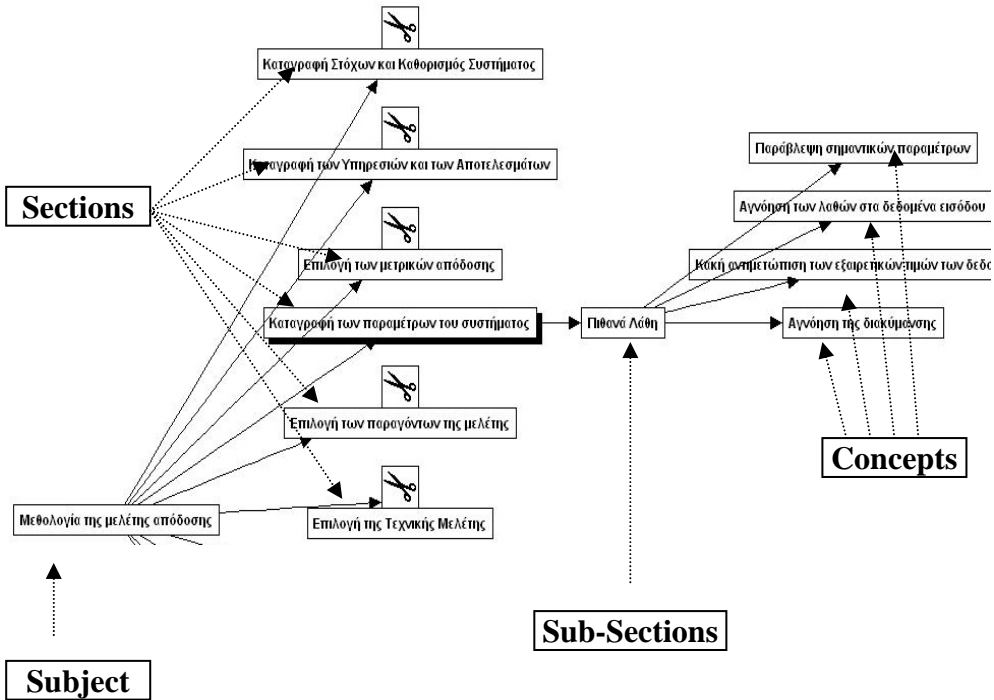 Καταγραφή Στόχων και Καθορισμός Συστήματος
Καταγραφή των Υπηρεσιών και των Αποτελεσμάτων
Παράβλεψη σημαντικών παραμέτρων
Sections
Αγνόηση των λαθών στα δεδομένα εισόδου
Επιλογή των μετρικών απόδοσης
Κακή αντιμετώπιση των εξαιρετικών τιμών των δεδο
Καταγραφή των παραμέτρων του συστήματος
Πιθανά Λάθη
Αγνόηση της διακύμανσης
Επιλογή των παραγόντων της μελέτης
Concepts
Μεθολογία της μελέτης απόδοσης
Επιλογή της Τεχνικής Μελέτης
Sub-Sections
Subject